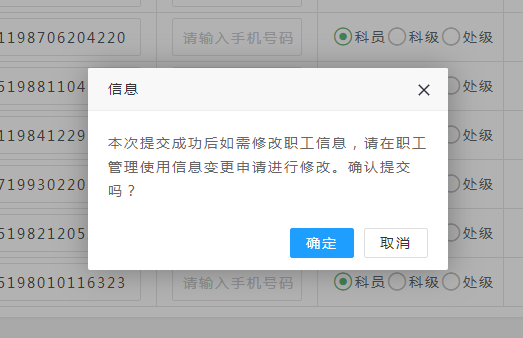 1198706204220 请输入手机号码 科员 科级 处级
信息
519881104 处级
本次提交成功后如需修改职工信息，请在职工
119841229 处级
管理使用信息变更申请进行修改。确认提交
吗？
719930220 处级
519821205 处级
确定 取消
5198010116323 请输入手机号码 科员 科级 处级